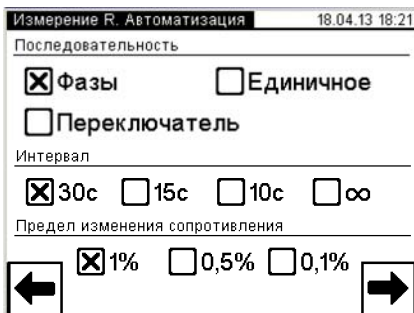 Измерение R. Автоматизация 18.04.13 18:21
Последовательность
Фазы Единичное
Переключатель
Интервал
30с 15с 10с ∞
Предел изменения сопротивления
1% 0,5% 0,1%